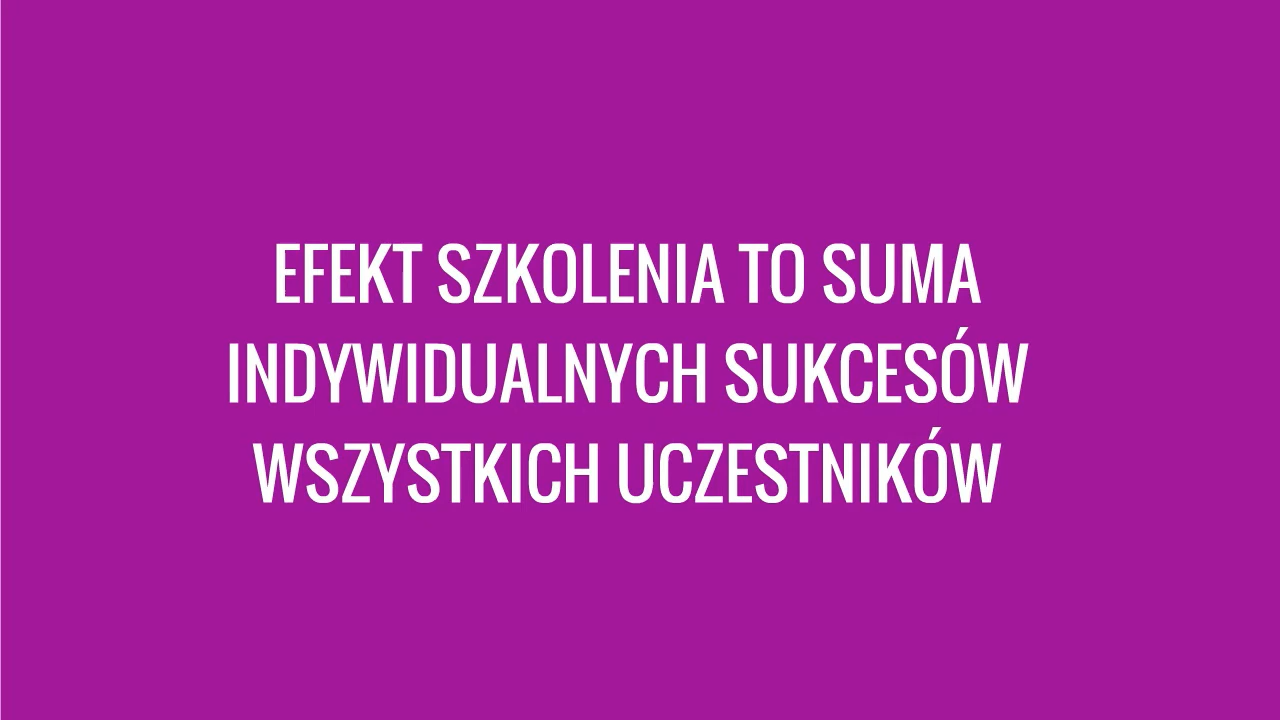 EFEKT SZKOLENIA TO SUMA
INDYWIDUALNYCH SUKCESÓW
WSZYSTKICH UCZESTNIKÓW